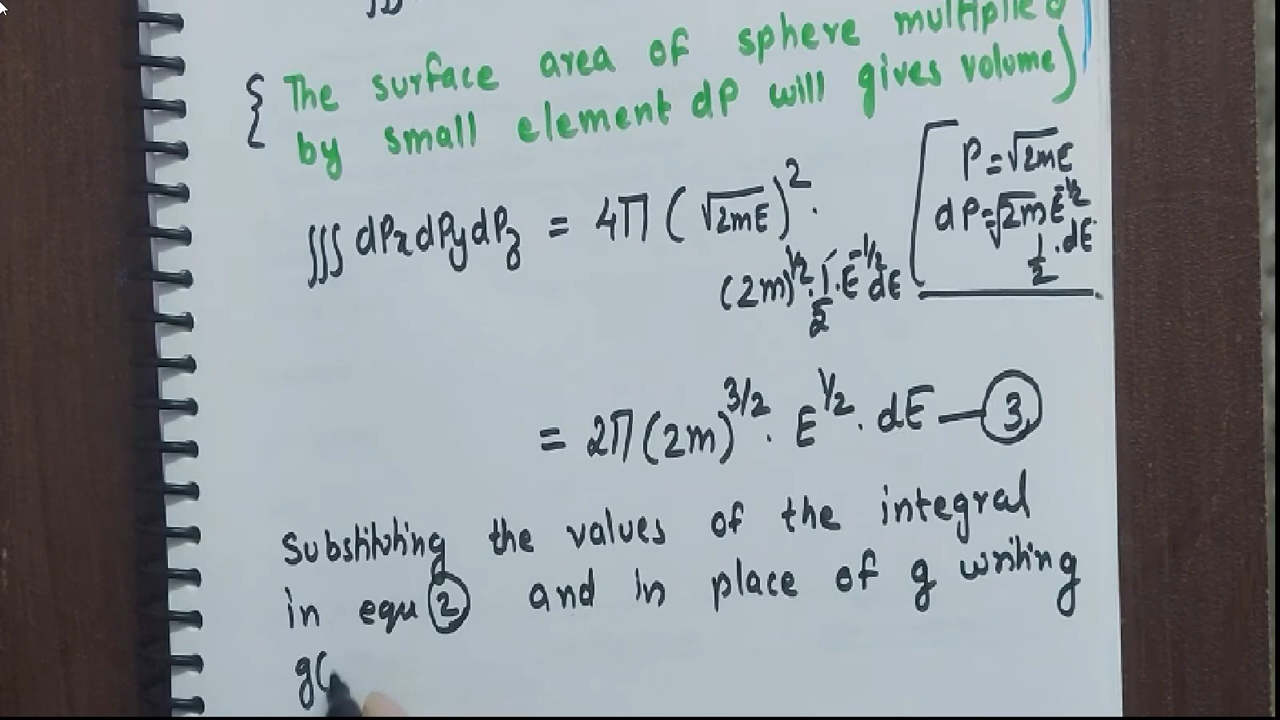 { The surface area of sphere multiplied
by small element dP will gives volume)
P = √2mE
dP = √2m E^-1/2
1/2 . dE
∭ dPx dPy dPz = 4Π ( √2mE )^2 .
(2m)^1/2 . 1/2 . E^-1/2 dE
= 2Π (2m)^3/2 . E^1/2 . dE — 3
Substituting the values of the integral
in equ 2 and in place of g writing
g(